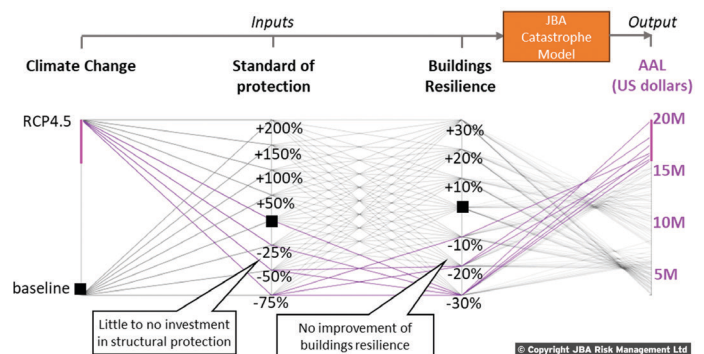 Inputs
JBA
Catastrophe
Model
Output
Climate Change
Standard of
protection
Buildings
Resilience
AAL
(US dollars)
RCP4.5
baseline
+200%
+150%
+100%
+50%
-25%
-50%
-75%
+30%
+20%
+10%
-10%
-20%
-30%
20M
15M
10M
5M
Little to no investment
in structural protection
No improvement of
buildings resilience
© Copyright JBA Risk Management Ltd